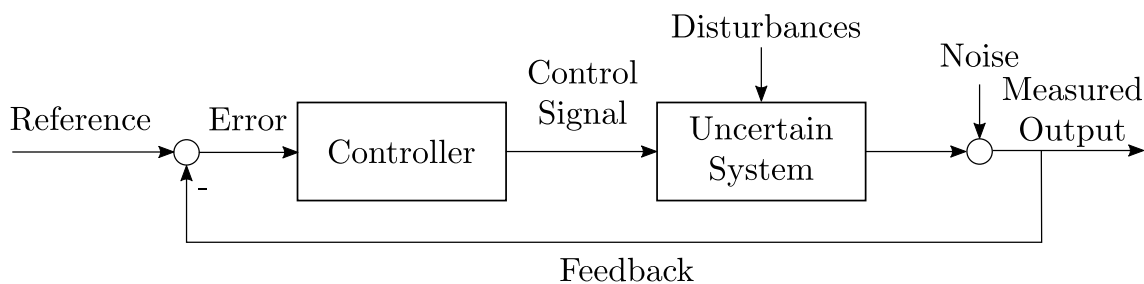 Disturbances
Noise
Control
Signal
Measured
Output
Reference
Error
Controller
Uncertain
System
-
Feedback